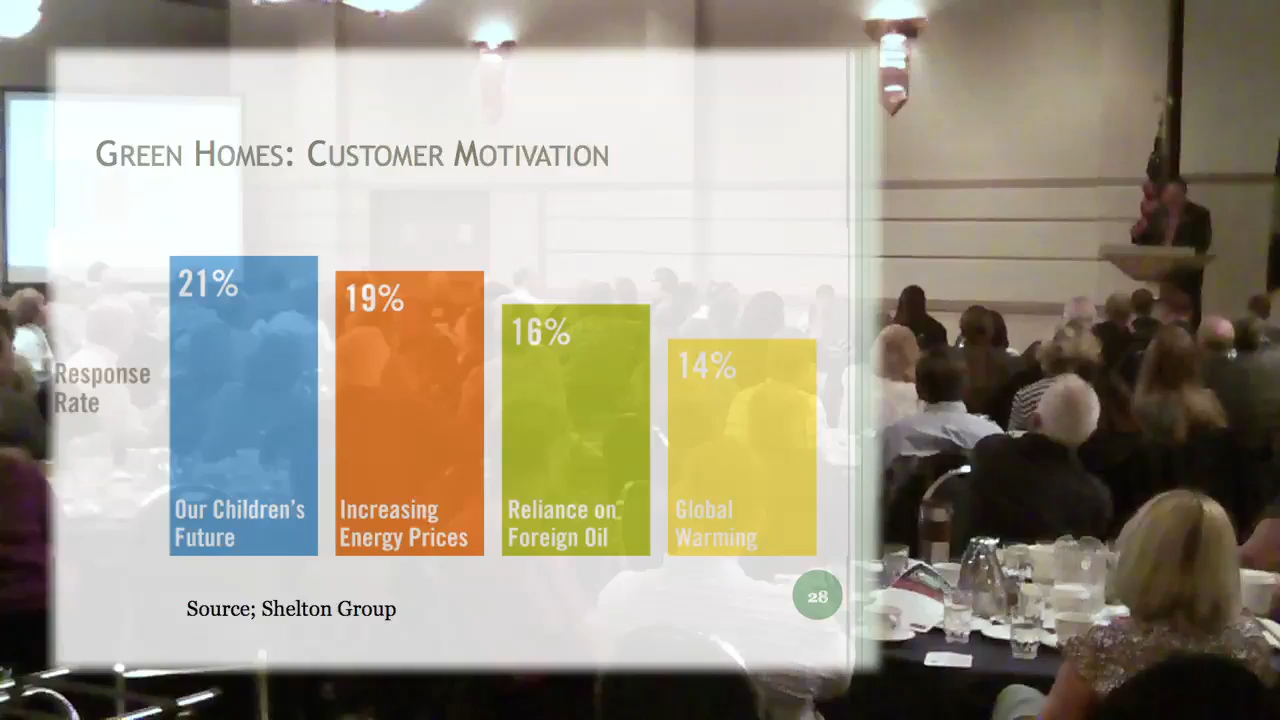 Green Homes: Customer Motivation
21%
19%
16%
14%
Response
Rate
Our Children's
Future
Increasing
Energy Prices
Reliance on
Foreign Oil
Global
Warming
Source; Shelton Group
28